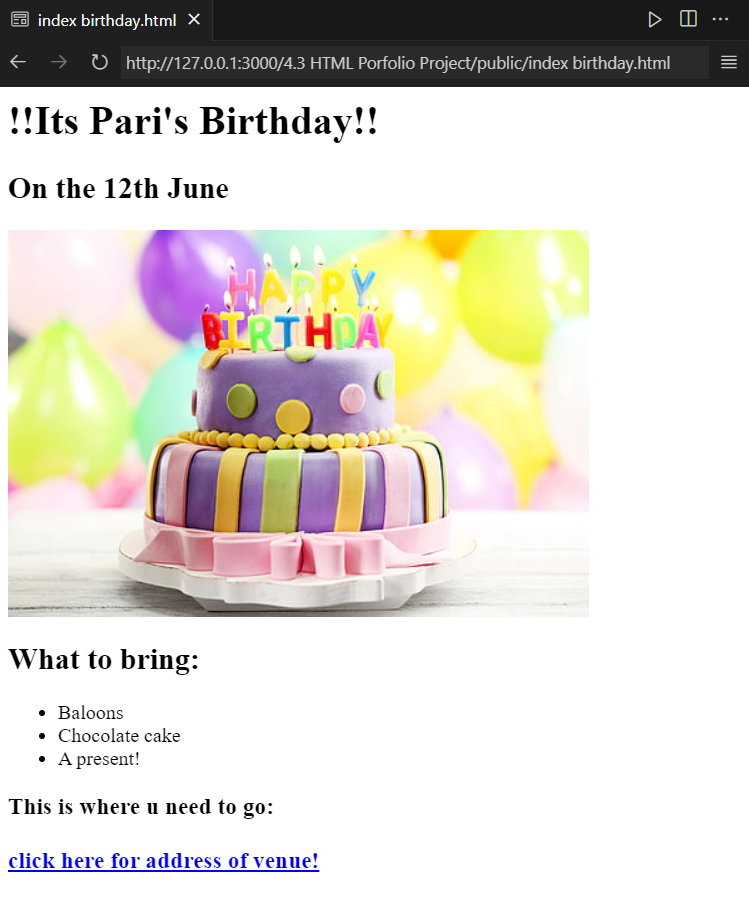 index birthday.html
http://127.0.0.1:3000/4.3 HTML Porfolio Project/public/index birthday.html
!!Its Pari's Birthday!!
On the 12th June
HAPPY
BIRTHDAY
What to bring:
Baloons
Chocolate cake
A present!
This is where u need to go:
click here for address of venue!